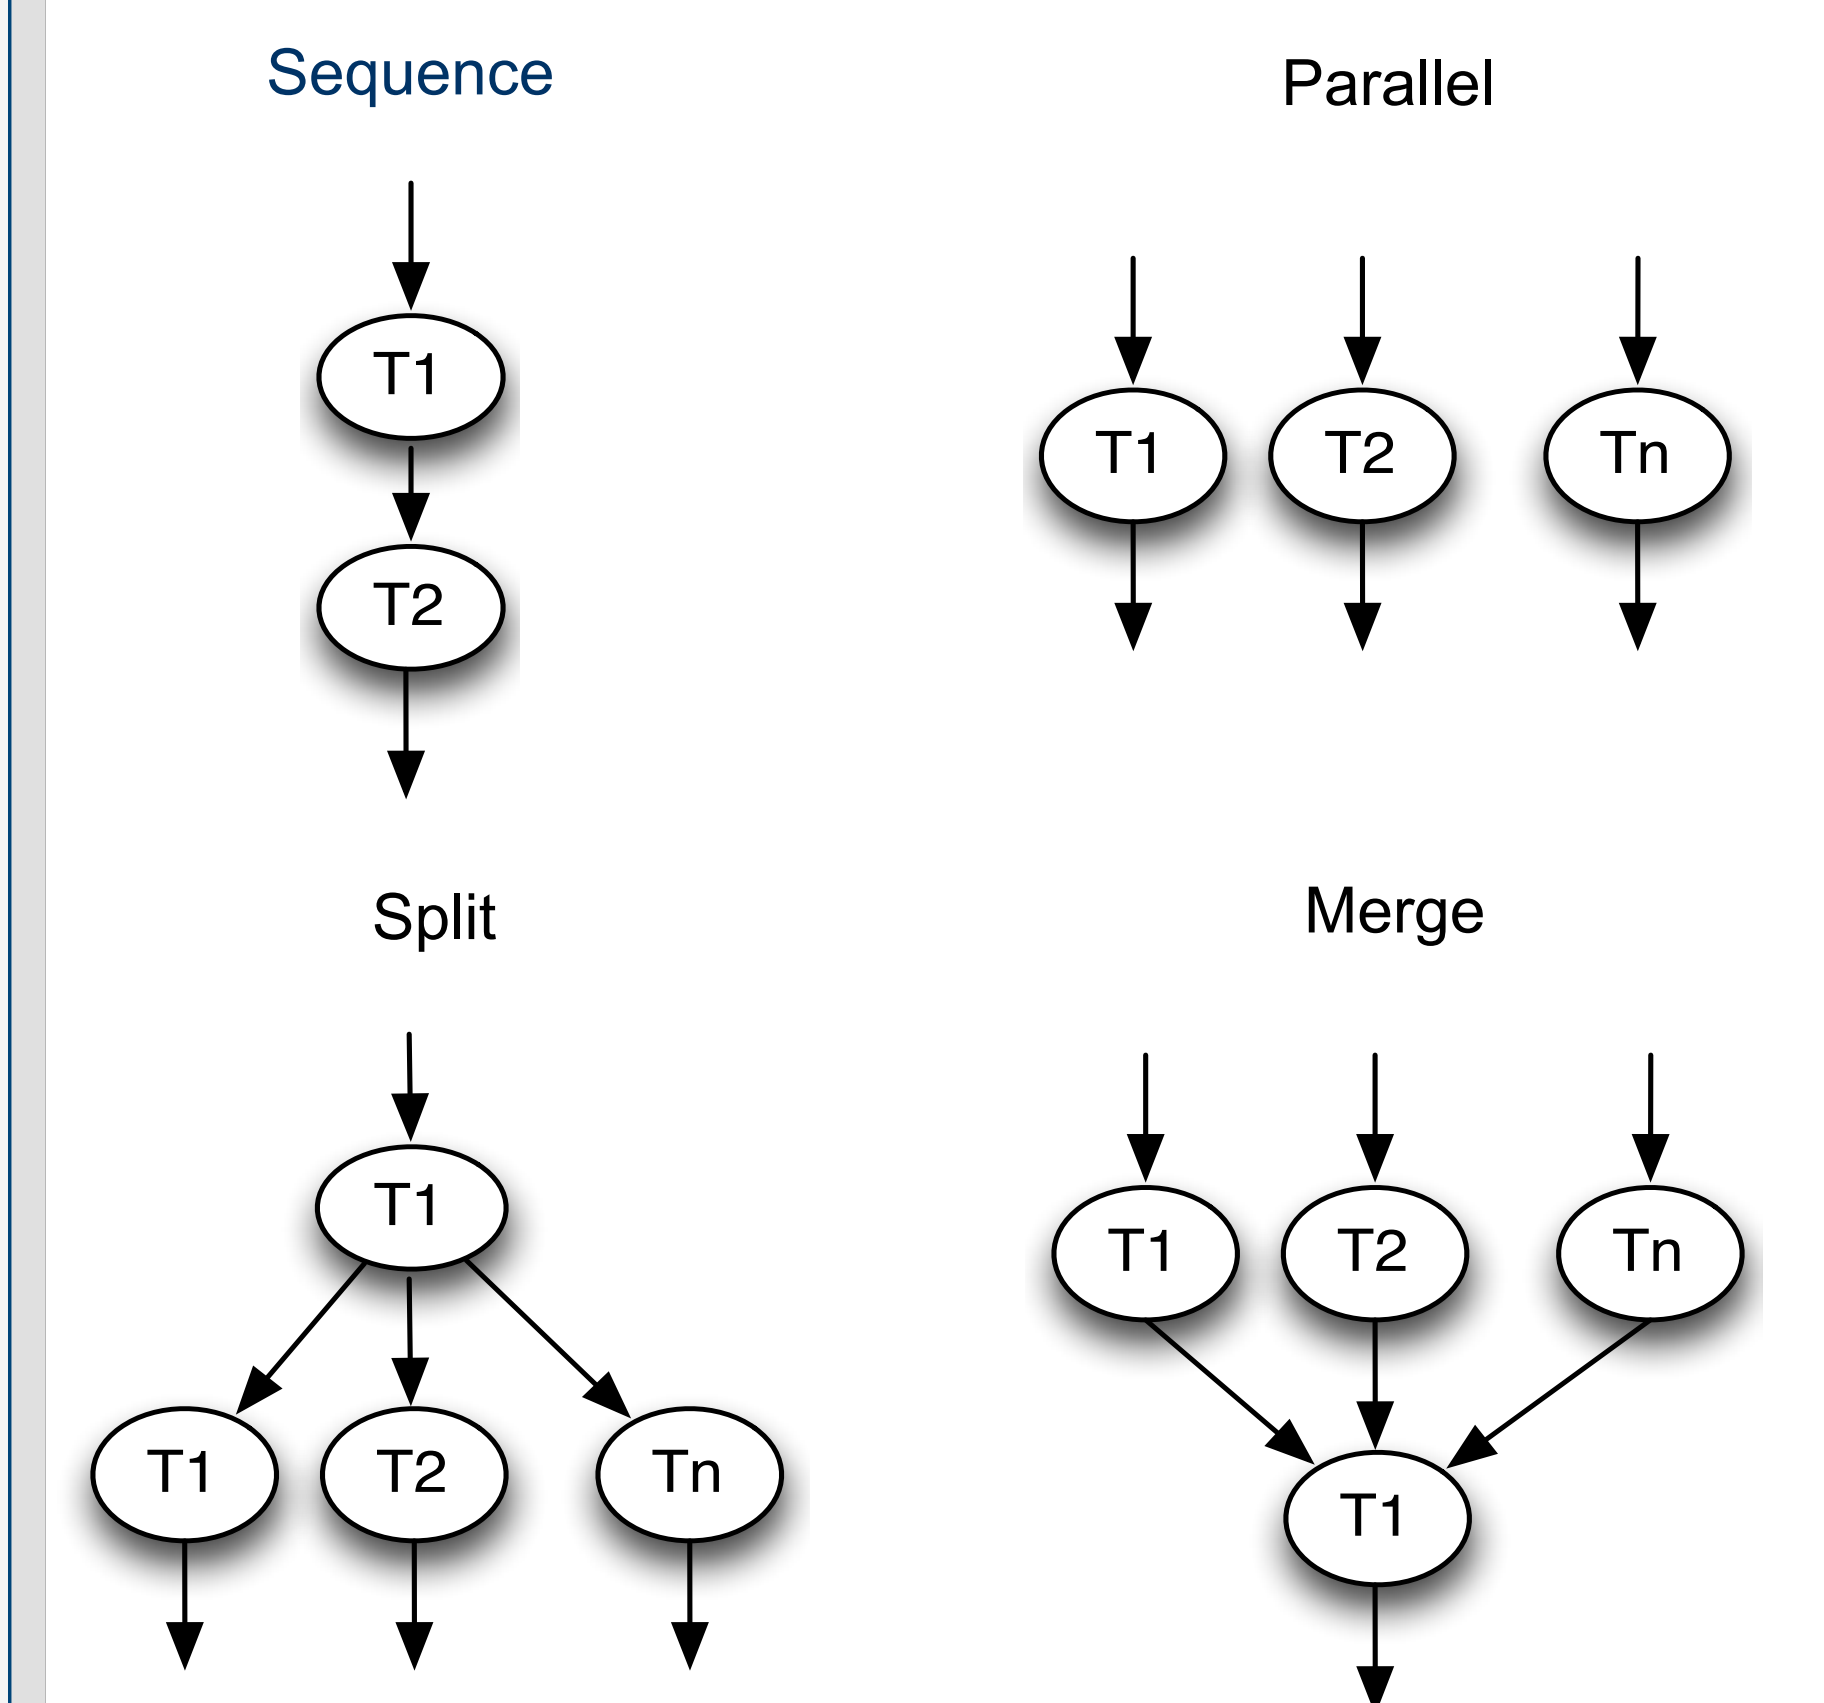 Sequence
T1
T2
Parallel
T1 T2 Tn
Split
T1
T1 T2 Tn
Merge
T1 T2 Tn
T1